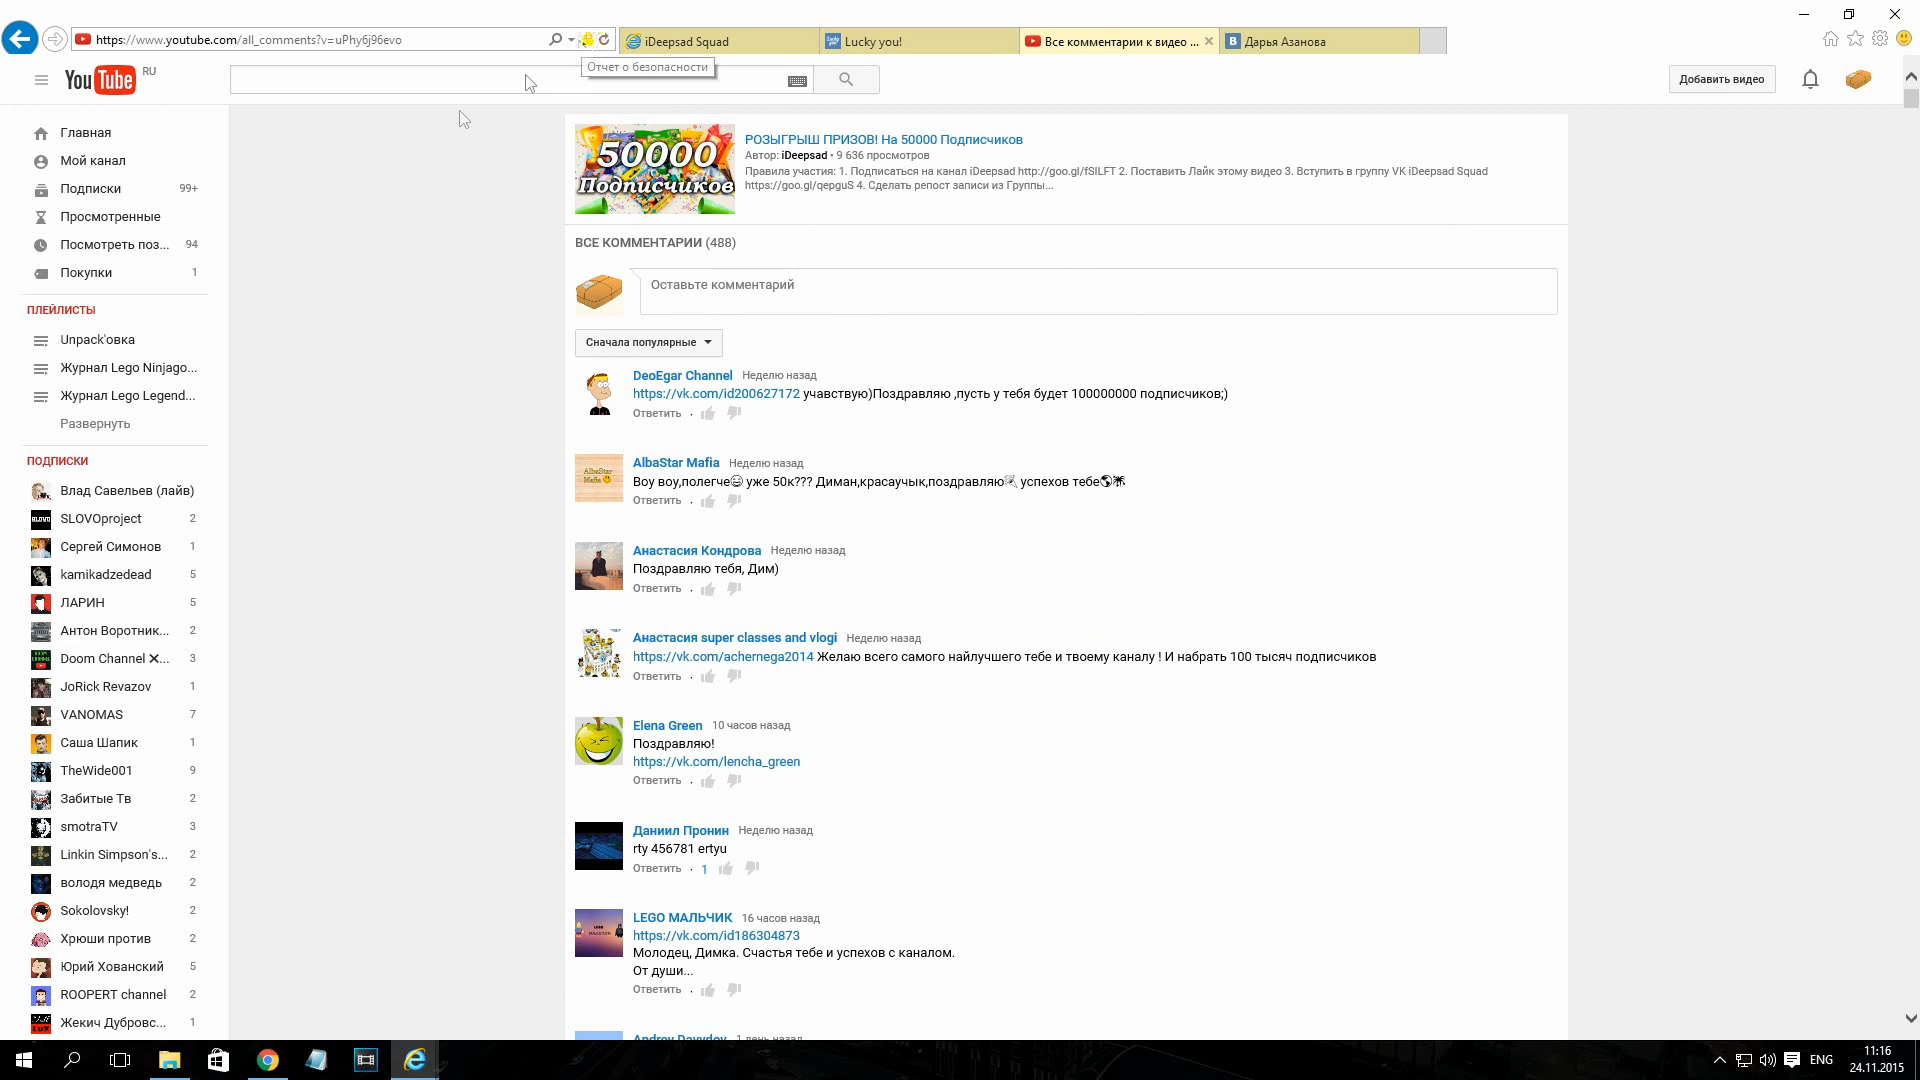 https://www.youtube.com/all_comments?v=uPhy6j96evo
iDeepsad Squad
Lucky you!
Все комментарии к видео ...
Дарья Азанова
Отчет о безопасности
YouTube RU
Добавить видео
Главная
Мой канал
Подписки 99+
Просмотренные
Посмотреть поз... 94
Покупки 1
ПЛЕЙЛИСТЫ
Unpack'овка
Журнал Lego Ninjago...
Журнал Lego Legend...
Развернуть
ПОДПИСКИ
Влад Савельев (лайв)
SLOVOproject 2
Сергей Симонов 1
kamikadzedead 5
ЛАРИН 5
Антон Воротник... 2
Doom Channel ❌... 3
JoRick Revazov 1
VANOMAS 7
Саша Шапик 1
TheWide001 9
Забитые Тв 2
smotraTV 3
Linkin Simpson's... 2
володя медведь 2
Sokolovsky! 2
Хрюши против 2
Юрий Хованский 5
ROOPERT channel 2
Жекич Дубровс... 1
50000
Подписчиков
РОЗЫГРЫШ ПРИЗОВ! На 50000 Подписчиков
Автор: iDeepsad • 9 636 просмотров
Правила участия: 1. Подписаться на канал iDeepsad http://goo.gl/fSILFT 2. Поставить Лайк этому видео 3. Вступить в группу VK iDeepsad Squad
https://goo.gl/qepguS 4. Сделать репост записи из Группы...
ВСЕ КОММЕНТАРИИ (488)
Оставьте комментарий
Сначала популярные
DeoEgar Channel Неделю назад
https://vk.com/id200627172 учавствую)Поздравляю ,пусть у тебя будет 100000000 подписчиков;)
Ответить
AlbaStar Mafia Неделю назад
Воу воу,полегче уже 50к??? Диман,красаучык,поздравляю успехов тебе
Ответить
Анастасия Кондрова Неделю назад
Поздравляю тебя, Дим)
Ответить
Анастасия super classes and vlogi Неделю назад
https://vk.com/achernega2014 Желаю всего самого найлучшего тебе и твоему каналу ! И набрать 100 тысяч подписчиков
Ответить
Elena Green 10 часов назад
Поздравляю!
https://vk.com/lencha_green
Ответить
Даниил Пронин Неделю назад
rty 456781 ertyu
Ответить 1
LEGO МАЛЬЧИК 16 часов назад
https://vk.com/id186304873
Молодец, Димка. Счастья тебе и успехов с каналом.
От души...
Ответить
Andrey Davydov 1 день назад
ENG
11:16
24.11.2015